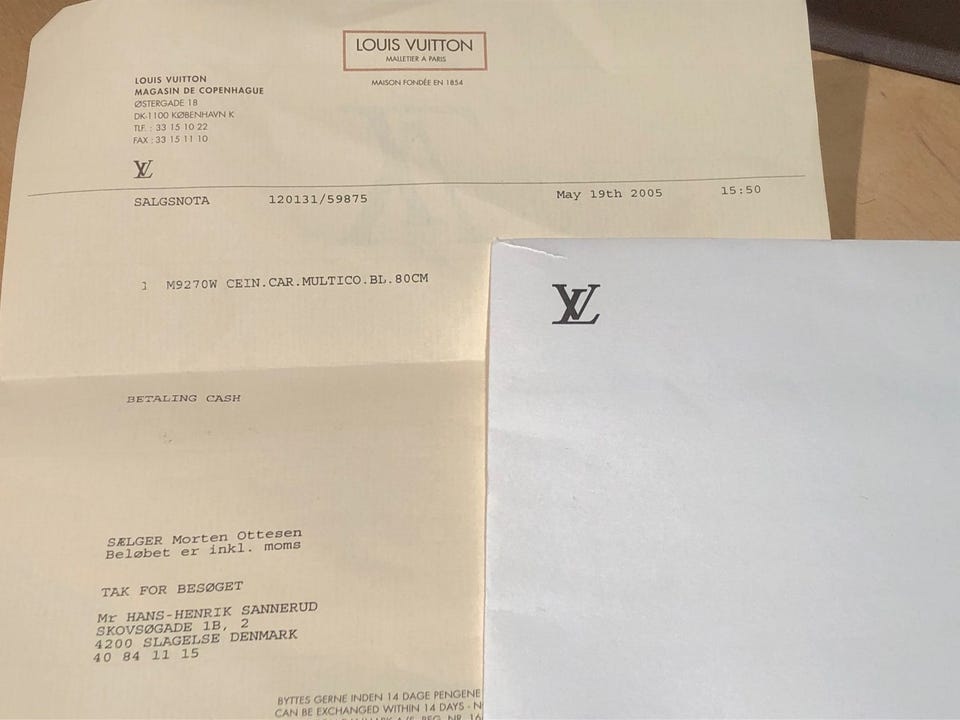 LOUIS VUITTON
MALLETIER A PARIS
MAISON FONDÉE EN 1854
LOUIS VUITTON
MAGASIN DE COPENHAGUE
ØSTERGADE 18
DK-1100 KØBENHAVN K
TLF. : 33 15 10 22
FAX : 33 15 11 10
LV
SALGSNOTA 120131/59875 May 19th 2005 15:50
1 M9270W CEIN.CAR.MULTICO.BL.80CM
BETALING CASH
SÆLGER Morten Ottesen
Beløbet er inkl. moms
TAK FOR BESØGET
Mr HANS-HENRIK SANNERUD
SKOVSØGADE 1B, 2
4200 SLAGELSE DENMARK
40 84 11 15
BYTTES GERNE INDEN 14 DAGE PENGENE
CAN BE EXCHANGED WITHIN 14 DAYS - N
LV